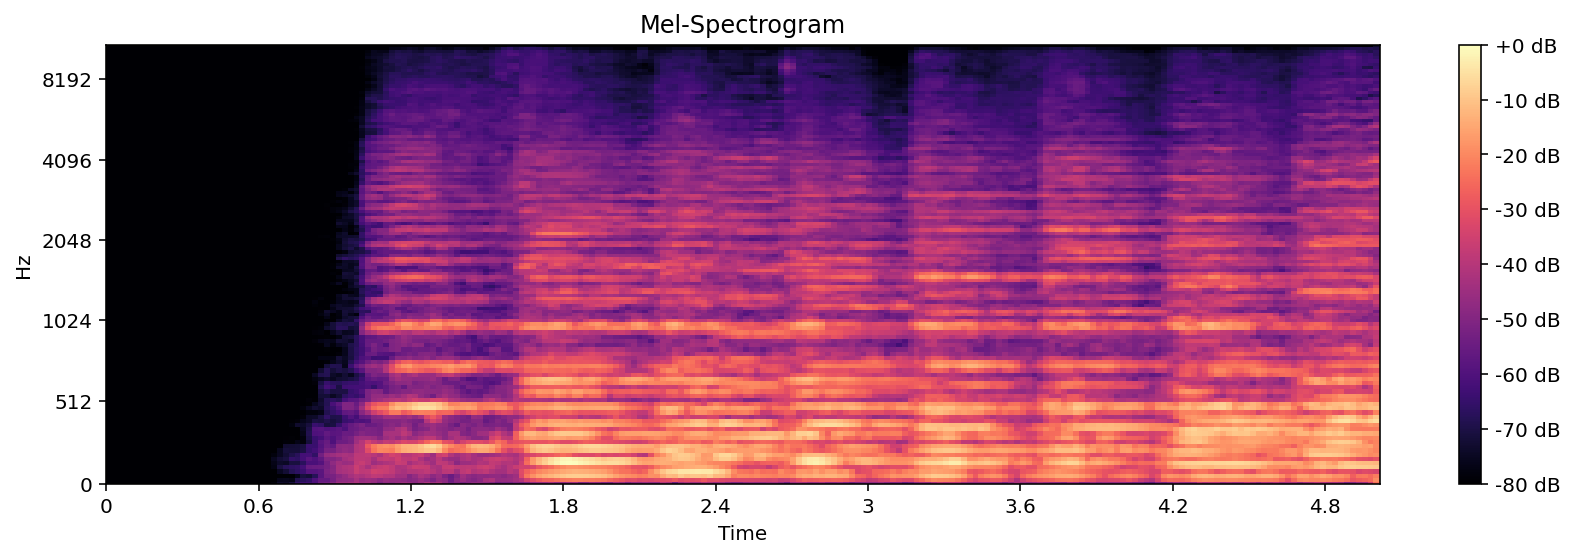 Mel-Spectrogram
Hz
8192
4096
2048
1024
512
0
0 0.6 1.2 1.8 2.4 3 3.6 4.2 4.8
Time
+0 dB
-10 dB
-20 dB
-30 dB
-40 dB
-50 dB
-60 dB
-70 dB
-80 dB